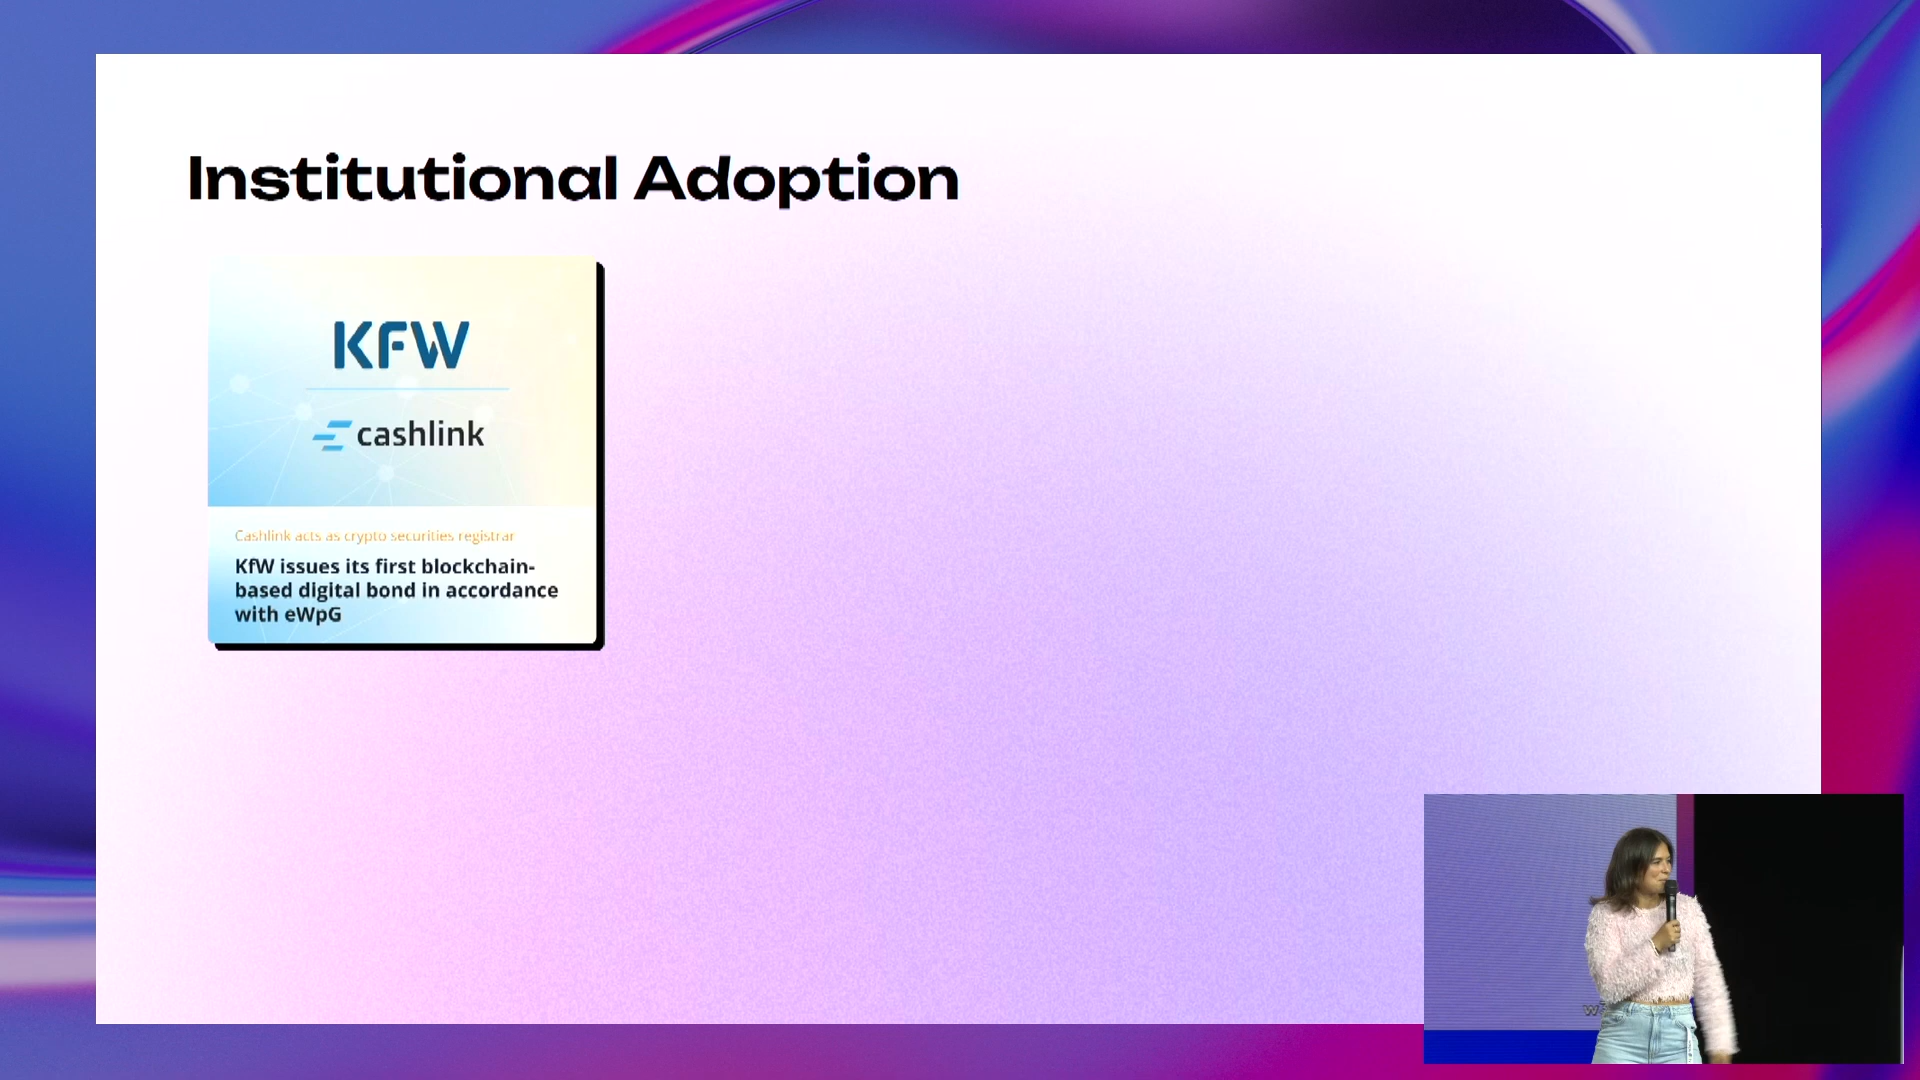 Institutional Adoption
KFW
cashlink
Cashlink acts as crypto securities registrar
KfW issues its first blockchain-
based digital bond in accordance
with eWpG